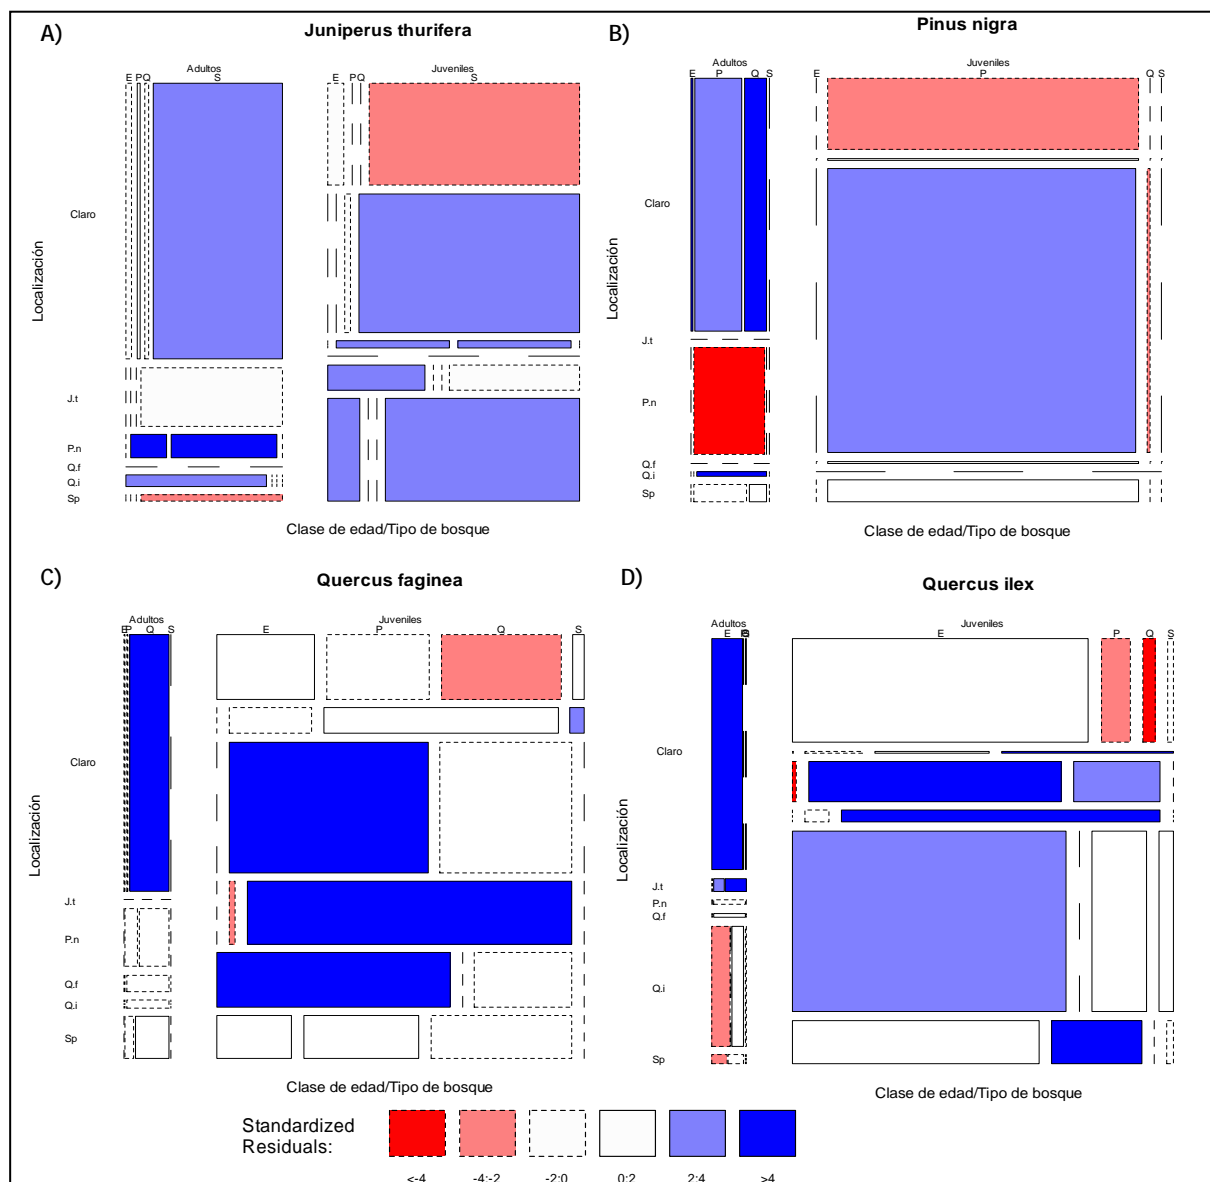 A)
Juniperus thurifera
Adultos
E P Q S
Juveniles
E P Q S
Localización
Claro
J.t
P.n
Q.f
Q.i
Sp
Clase de edad/Tipo de bosque
B)
Pinus nigra
Adultos
E P Q S
Juveniles
E P Q S
Localización
Claro
J.t
P.n
Q.f
Q.i
Sp
Clase de edad/Tipo de bosque
C)
Quercus faginea
Adultos
E P Q S
Juveniles
E P Q S
Localización
Claro
J.t
P.n
Q.f
Q.i
Sp
Clase de edad/Tipo de bosque
D)
Quercus ilex
Adultos
E
Juveniles
E P Q S
Localización
Claro
J.t
P.n
Q.f
Q.i
Sp
Clase de edad/Tipo de bosque
Standardized
Residuals:
<-4 -4:-2 -2:0 0:2 2:4 >4